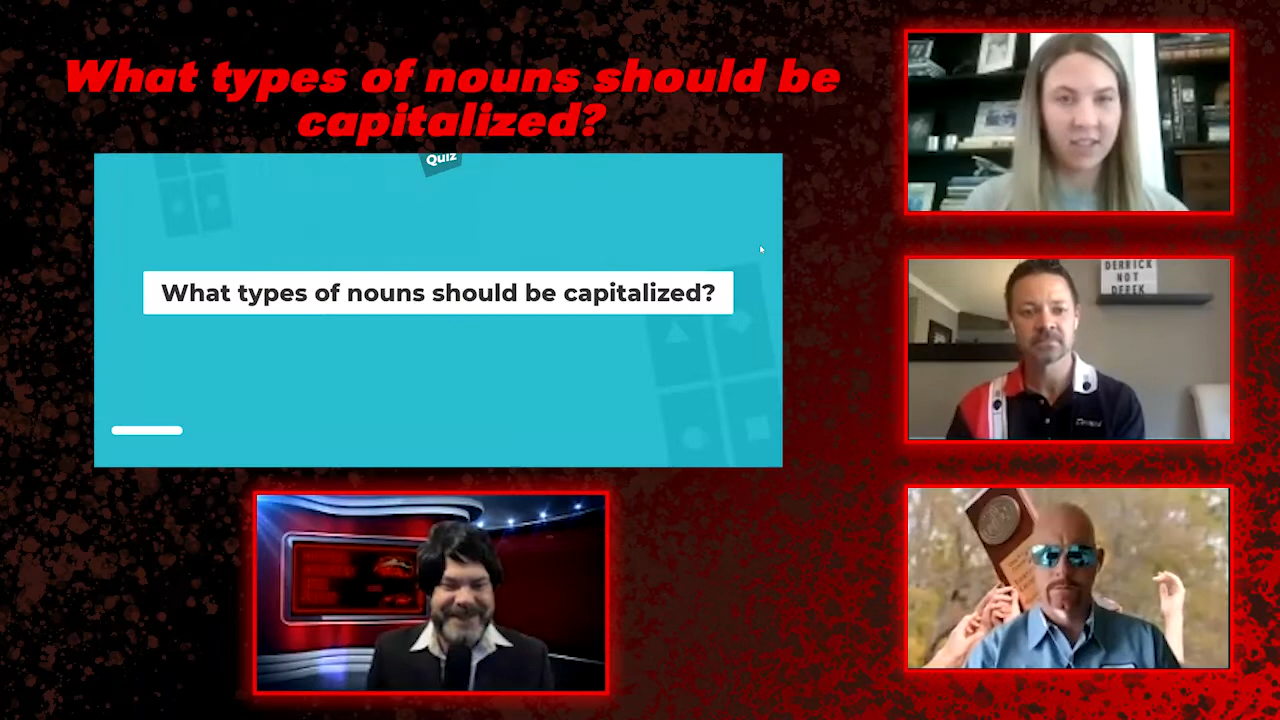 What types of nouns should be
capitalized?
Quiz
What types of nouns should be capitalized?
DERRICK
NOT
DEREK